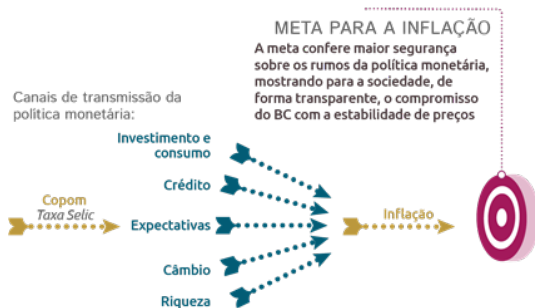 META PARA A INFLAÇÃO
A meta confere maior segurança
sobre os rumos da política monetária,
mostrando para a sociedade, de
forma transparente, o compromisso
do BC com a estabilidade de preços
Canais de transmissão da
política monetária:
Investimento e
consumo
Crédito
Copom
Taxa Selic
Expectativas
Inflação
Câmbio
Riqueza